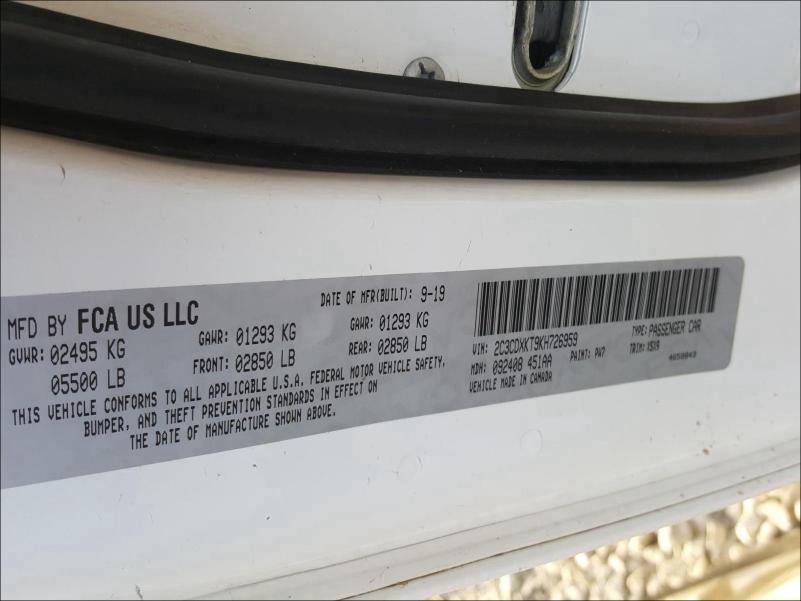 MFD BY FCA US LLC
DATE OF MFR(BUILT): 9-19
GVWR: 02495 KG
05500 LB
GAWR: 01293 KG
FRONT: 02850 LB
GAWR: 01293 KG
REAR: 02850 LB
THIS VEHICLE CONFORMS TO ALL APPLICABLE U.S.A. FEDERAL MOTOR VEHICLE SAFETY,
BUMPER, AND THEFT PREVENTION STANDARDS IN EFFECT ON
THE DATE OF MANUFACTURE SHOWN ABOVE.
VIN: 2C3CDXKT9KH726959
TYPE: PASSENGER CAR
MDH: 092408 451AA
PAINT: PW7
TRIM: X5X9
VEHICLE MADE IN CANADA